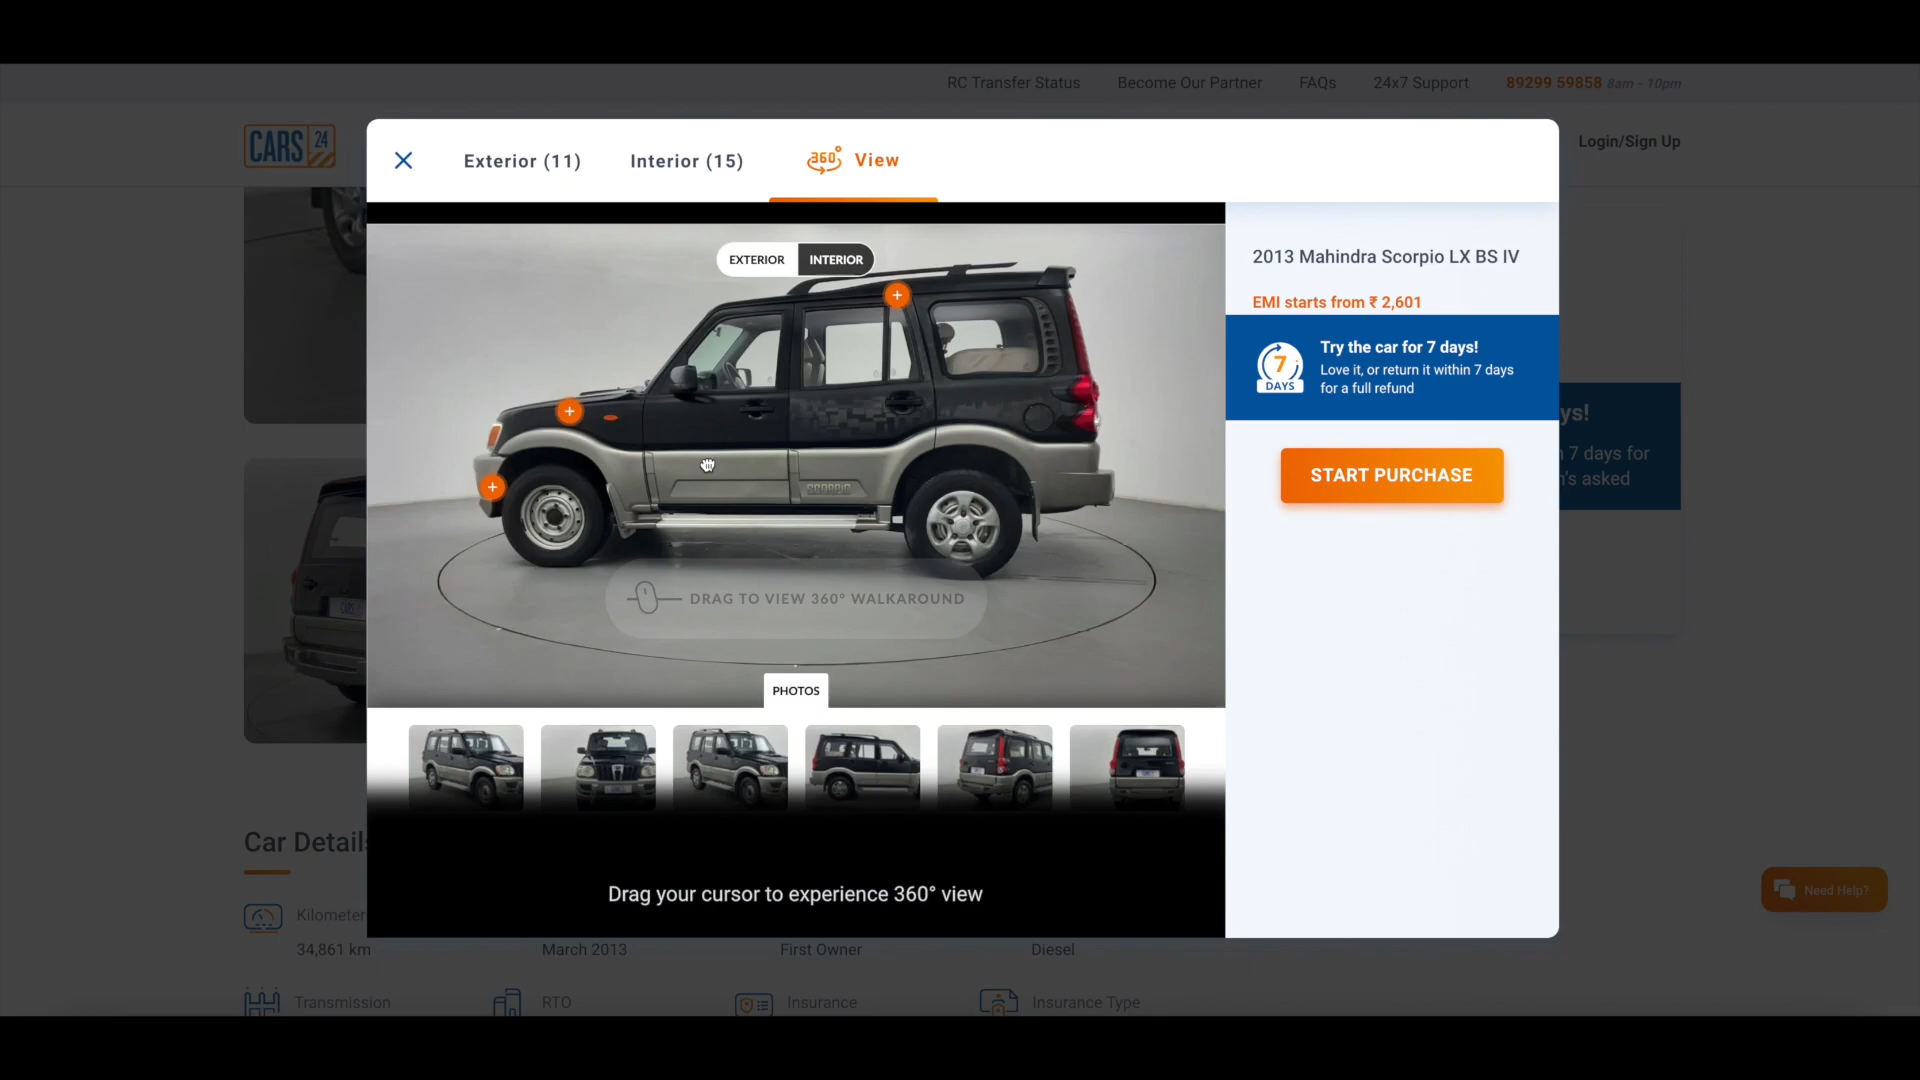 RC Transfer Status Become Our Partner FAQs 24x7 Support 89299 59858 8am - 10pm
CARS 24
Login/Sign Up
Exterior (11) Interior (15) 360° View
EXTERIOR INTERIOR
2013 Mahindra Scorpio LX BS IV
EMI starts from ₹ 2,601
7 DAYS
Try the car for 7 days!
Love it, or return it within 7 days
for a full refund
START PURCHASE
ys!
7 days for
's asked
SCORPIO
DRAG TO VIEW 360° WALKAROUND
PHOTOS
Drag your cursor to experience 360° view
Car Details
Kilometer
34,861 km March 2013 First Owner Diesel
Transmission RTO Insurance Insurance Type
Need Help?